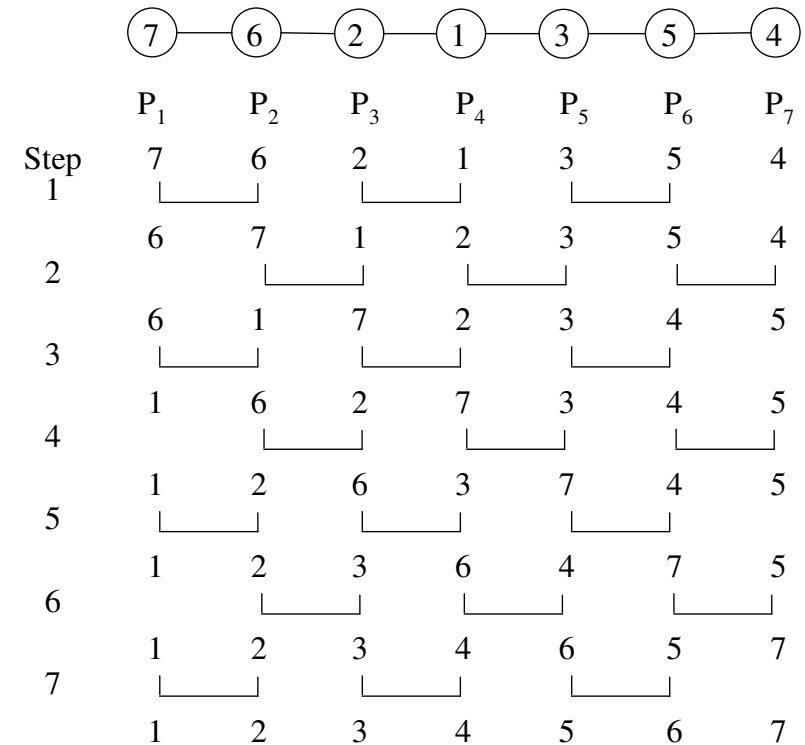 7 6 2 1 3 5 4
P1 P2 P3 P4 P5 P6 P7
Step 7 6 2 1 3 5 4
1
6 7 1 2 3 5 4
2
6 1 7 2 3 4 5
3
1 6 2 7 3 4 5
4
1 2 6 3 7 4 5
5
1 2 3 6 4 7 5
6
1 2 3 4 6 5 7
7
1 2 3 4 5 6 7